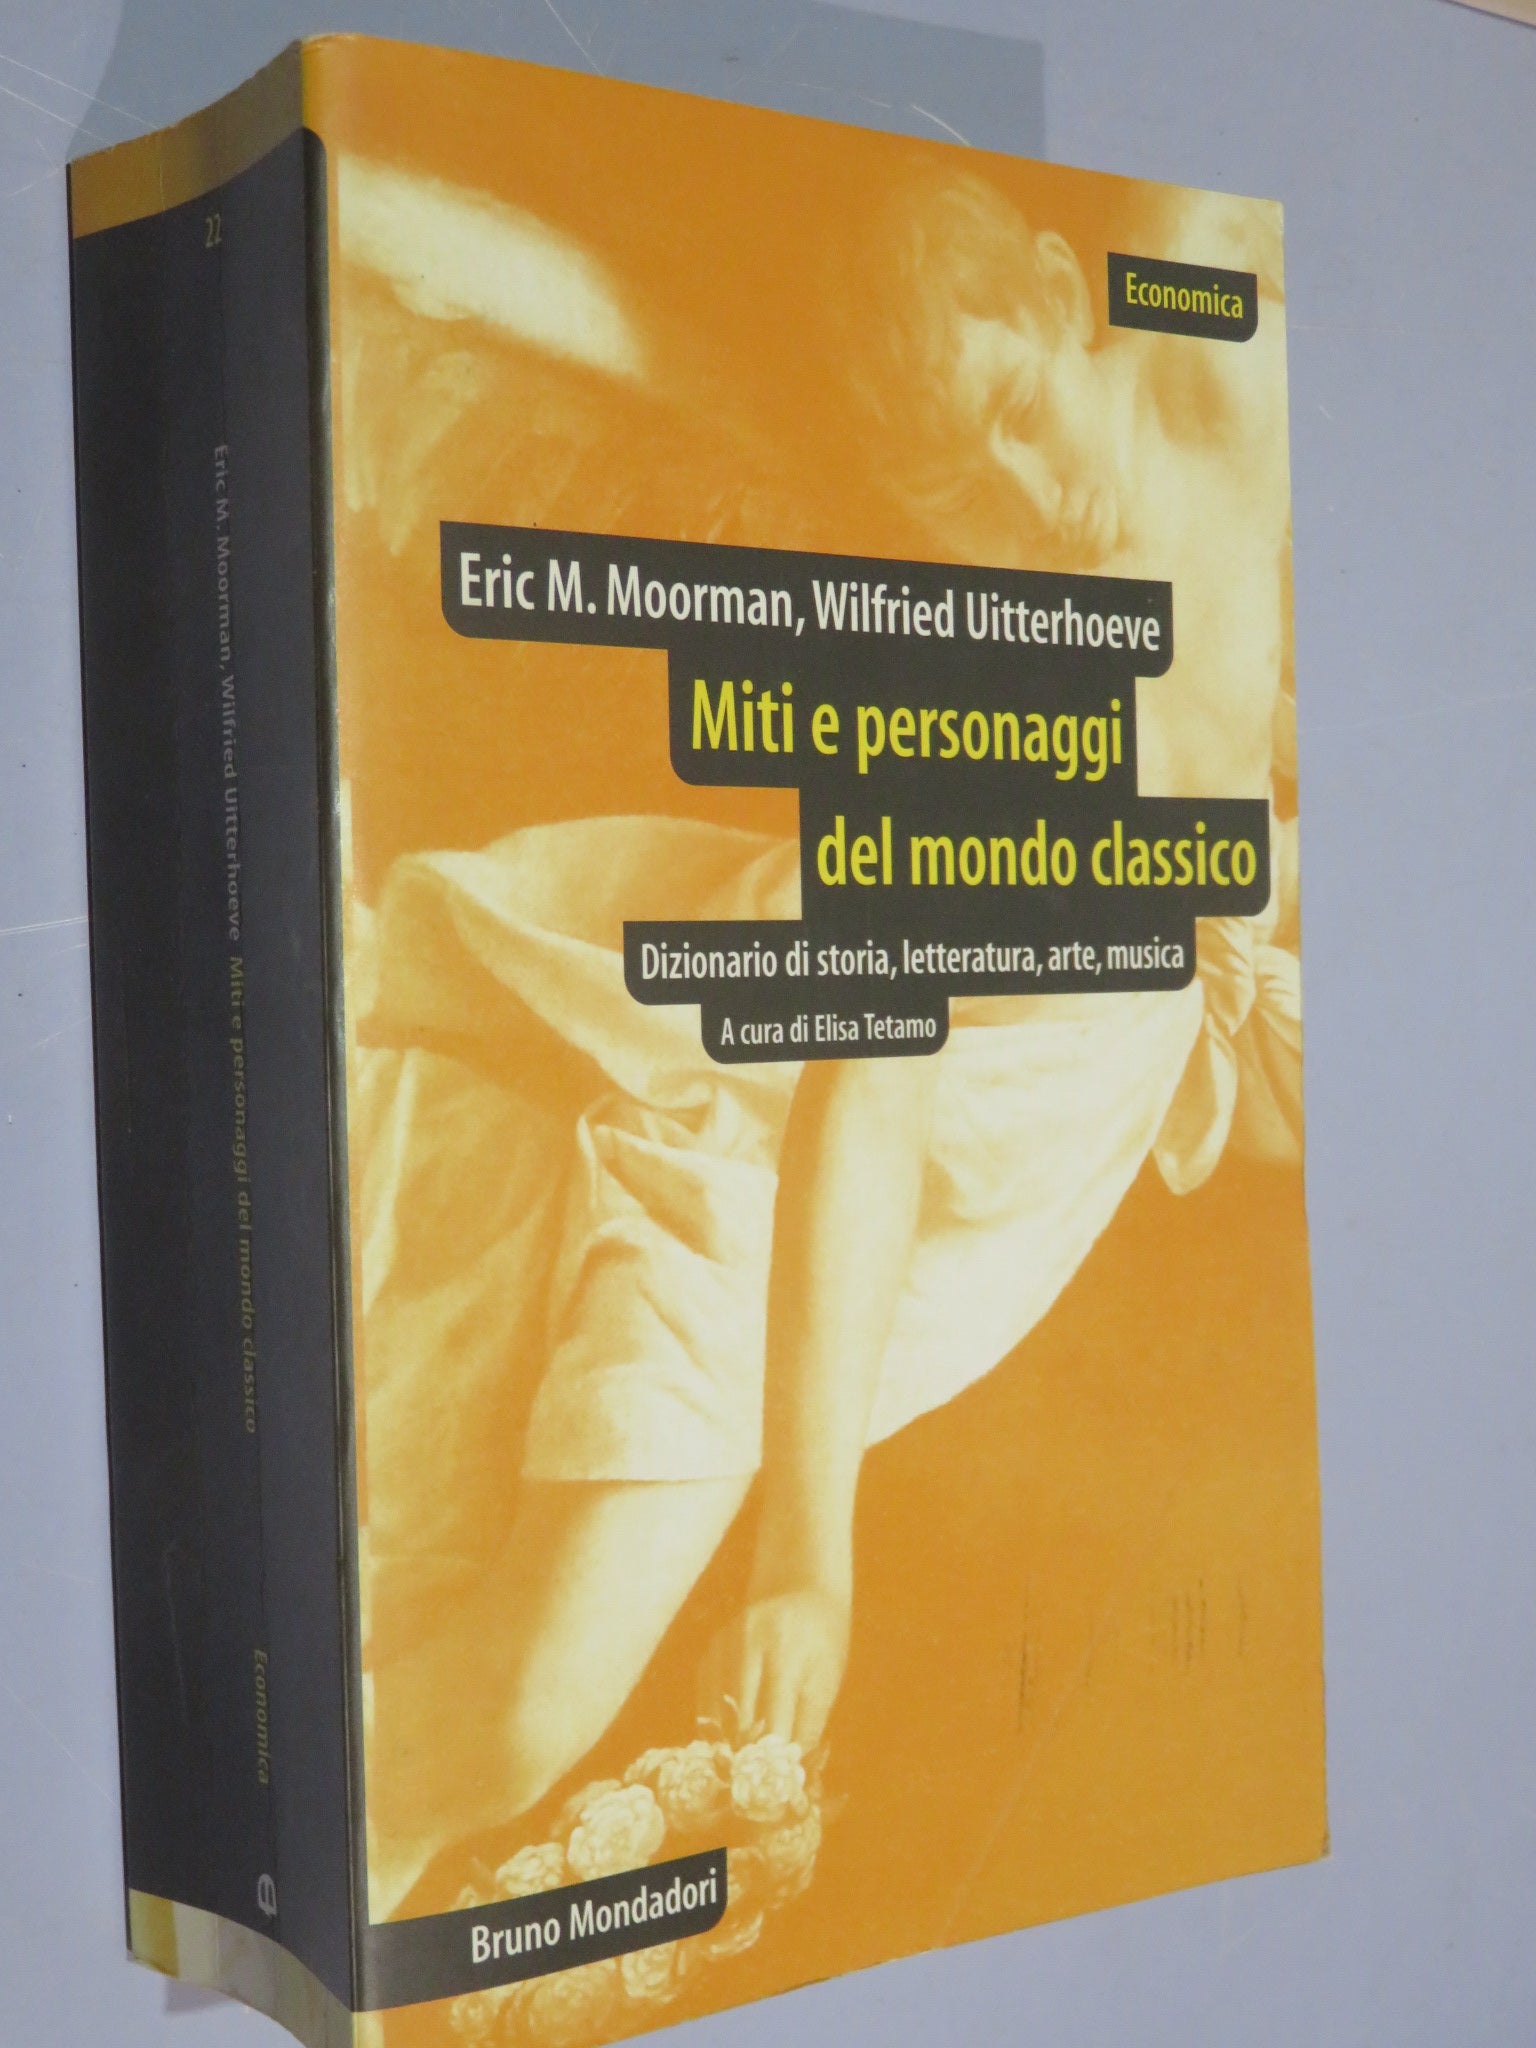 Economica
Eric M. Moorman, Wilfried Uitterhoeve
Miti e personaggi
del mondo classico
Dizionario di storia, letteratura, arte, musica
A cura di Elisa Tetamo
Bruno Mondadori
22
Eric M. Moorman, Wilfried Uitterhoeve Miti e personaggi del mondo classico
Economica